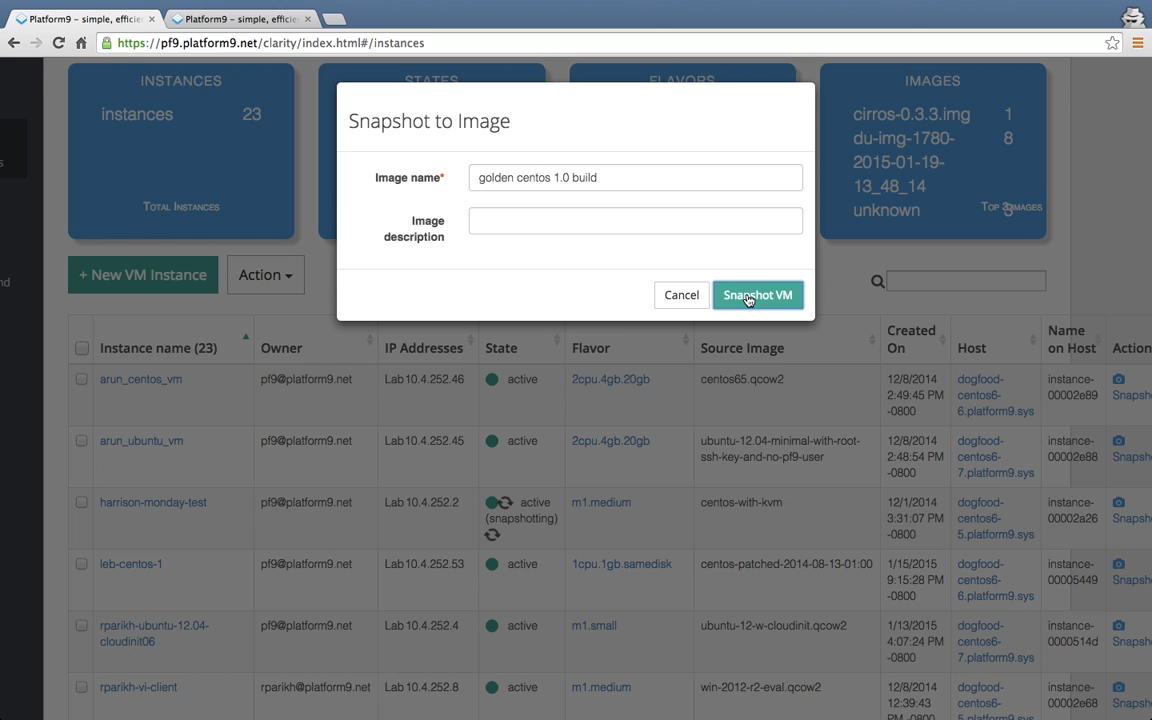 Platform9 – simple, efficie
Platform9 – simple, efficie
https://pf9.platform9.net/clarity/index.html#/instances
INSTANCES
STATES
FLAVORS
IMAGES
instances 23
cirros-0.3.3.img 1
du-img-1780- 8
2015-01-19-
13_48_14
unknown 3
TOTAL INSTANCES
TOP 3 IMAGES
Snapshot to Image
Image name* golden centos 1.0 build
Image
description
Cancel Snapshot VM
+ New VM Instance Action
Instance name (23) Owner IP Addresses State Flavor Source Image Created On Host Name on Host Action
arun_centos_vm pf9@platform9.net Lab 10.4.252.46 active 2cpu.4gb.20gb centos65.qcow2 12/8/2014 dogfood- instance-
2:49:45 PM centos6- 00002e89 Snapsh
-0800 6.platform9.sys
arun_ubuntu_vm pf9@platform9.net Lab 10.4.252.45 active 2cpu.4gb.20gb ubuntu-12.04-minimal-with-root- 12/8/2014 dogfood- instance-
ssh-key-and-no-pf9-user 2:48:54 PM centos6- 00002e88 Snapsh
-0800 7.platform9.sys
harrison-monday-test pf9@platform9.net Lab 10.4.252.2 active m1.medium centos-with-kvm 12/1/2014 dogfood- instance-
(snapshotting) 3:31:07 PM centos6- 00002a26 Snapsh
-0800 5.platform9.sys
leb-centos-1 pf9@platform9.net Lab 10.4.252.53 active 1cpu.1gb.samedisk centos-patched-2014-08-13-01:00 1/15/2015 dogfood- instance-
9:15:28 PM centos6- 00005449 Snapsh
-0800 6.platform9.sys
rparikh-ubuntu-12.04- pf9@platform9.net Lab 10.4.252.4 active m1.small ubuntu-12-w-cloudinit.qcow2 1/13/2015 dogfood- instance-
cloudinit06 4:07:24 PM centos6- 0000514d Snapsh
-0800 7.platform9.sys
rparikh-vi-client rparikh@platform9.net Lab 10.4.252.8 active m1.medium win-2012-r2-eval.qcow2 12/8/2014 dogfood- instance-
12:39:43 centos6- 00002e68 Snapsh
PM -0800 5.platform9.sys